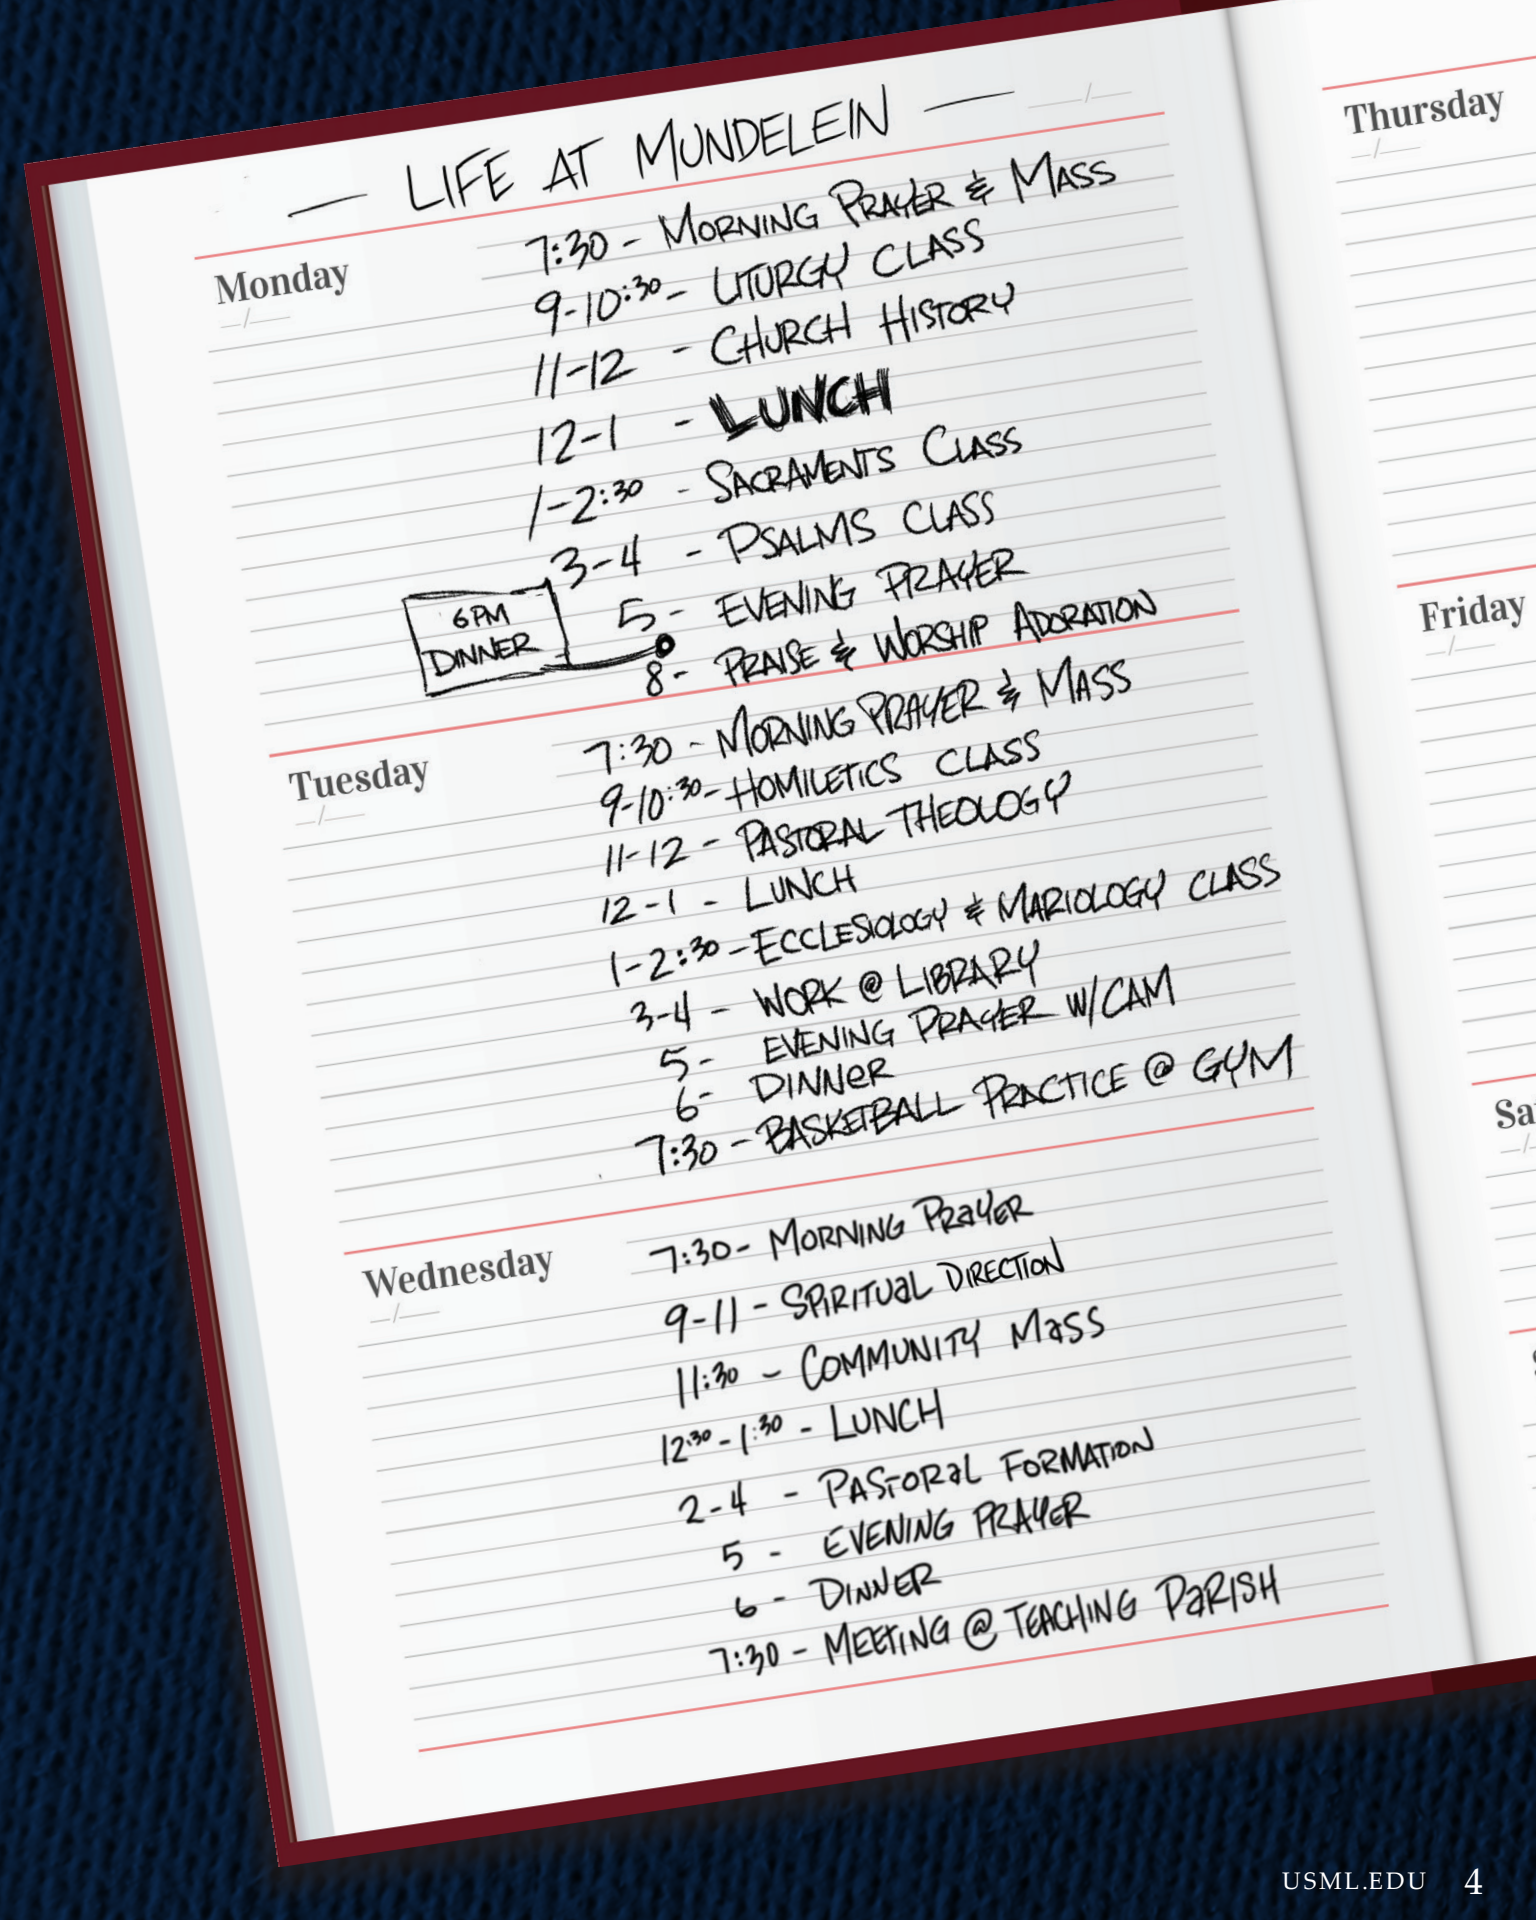 — LIFE AT MUNDELEIN —
Monday
7:30 - MORNING PRAYER & MASS
9-10:30 - LITURGY CLASS
11-12 - CHURCH HISTORY
12-1 - LUNCH
1-2:30 - SACRAMENTS CLASS
3-4 - PSALMS CLASS
5 - EVENING PRAYER
6PM
DINNER
8 - PRAISE & WORSHIP ADORATION
Tuesday
7:30 - MORNING PRAYER & MASS
9-10:30 - HOMILETICS CLASS
11-12 - PASTORAL THEOLOGY
12-1 - LUNCH
1-2:30 - ECCLESIOLOGY & MARIOLOGY CLASS
3-4 - WORK @ LIBRARY
5 - EVENING PRAYER W/CAM
6 - DINNER
7:30 - BASKETBALL PRACTICE @ GYM
Wednesday
7:30 - MORNING PRAYER
9-11 - SPIRITUAL DIRECTION
11:30 - COMMUNITY MASS
12:30-1:30 - LUNCH
2-4 - PASTORAL FORMATION
5 - EVENING PRAYER
6 - DINNER
7:30 - MEETING @ TEACHING PARISH
Thursday
Friday
Sa
USML.EDU 4